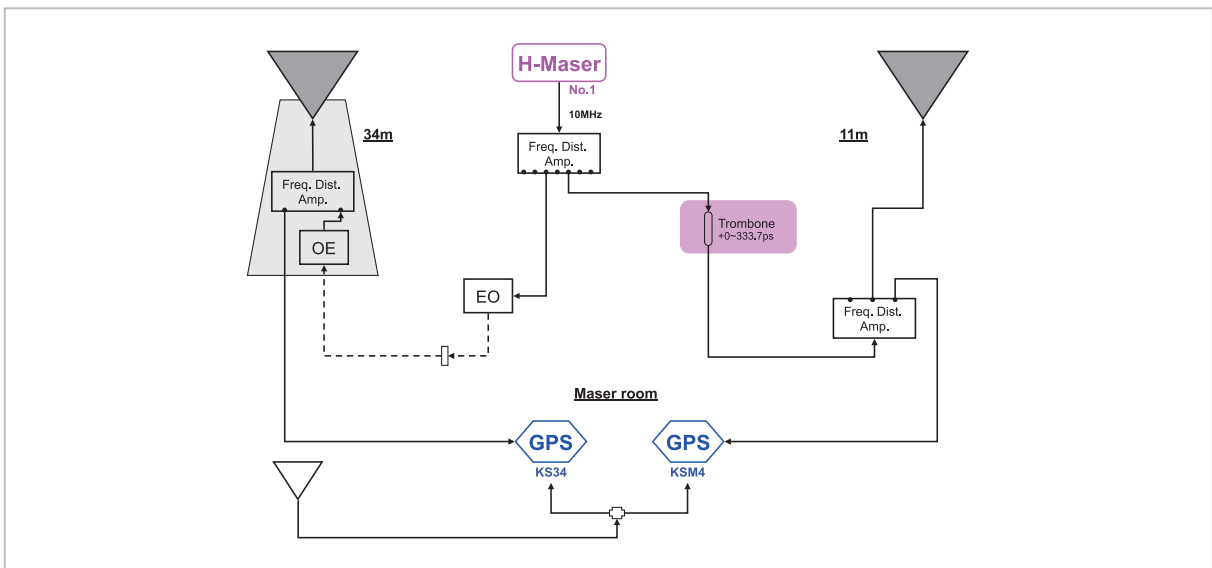 H-Maser
No.1
10MHz
34m
11m
Freq. Dist.
Amp.
Freq. Dist.
Amp.
OE
Trombone
+0~333.7ps
EO
Freq. Dist.
Amp.
Maser room
GPS
GPS
KS34
KSM4